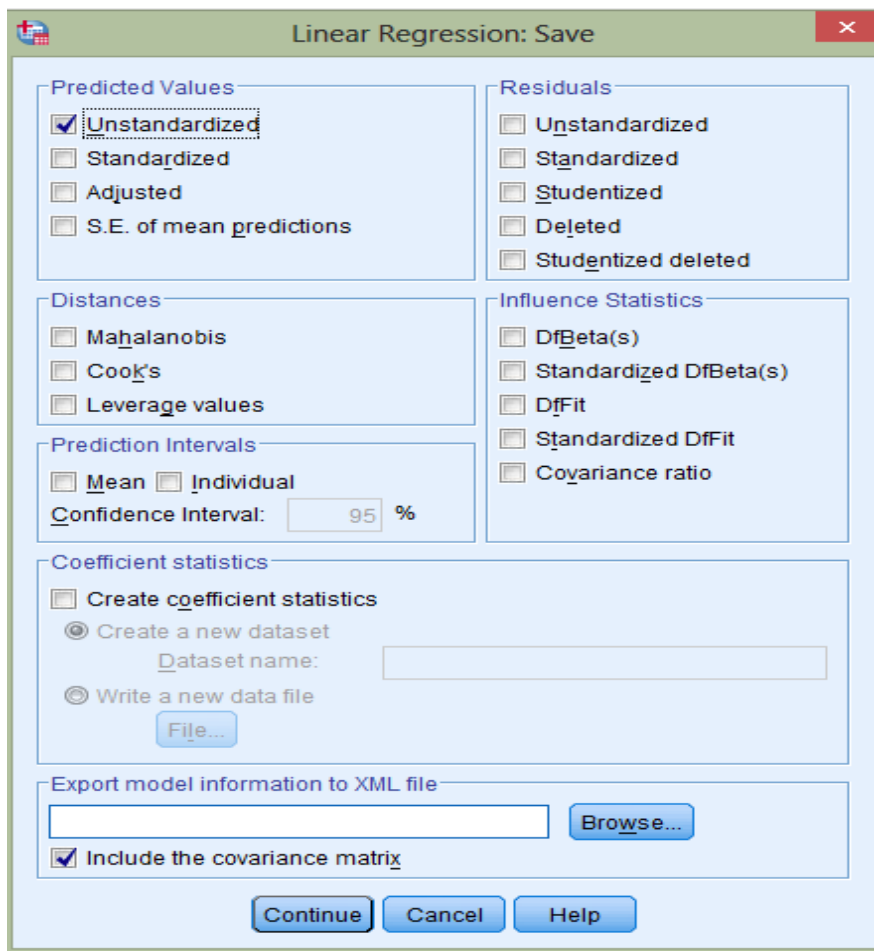 Linear Regression: Save
Predicted Values
Unstandardized
Standardized
Adjusted
S.E. of mean predictions
Residuals
Unstandardized
Standardized
Studentized
Deleted
Studentized deleted
Distances
Mahalanobis
Cook's
Leverage values
Influence Statistics
DfBeta(s)
Standardized DfBeta(s)
DfFit
Standardized DfFit
Covariance ratio
Prediction Intervals
Mean Individual
Confidence Interval: 95 %
Coefficient statistics
Create coefficient statistics
Create a new dataset
Dataset name:
Write a new data file
File...
Export model information to XML file
Browse...
Include the covariance matrix
Continue Cancel Help